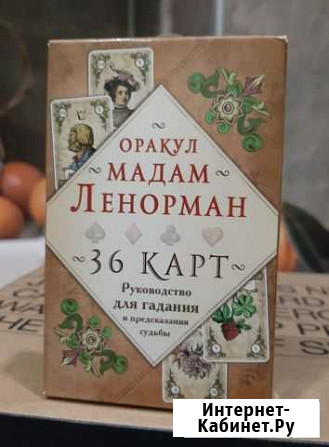 ОРАКУЛ
МАДАМ
ЛЕНОРМАН
36 КАРТ
Руководство
для гадания
и предсказания
судьбы
Интернет-
Кабинет.Ру